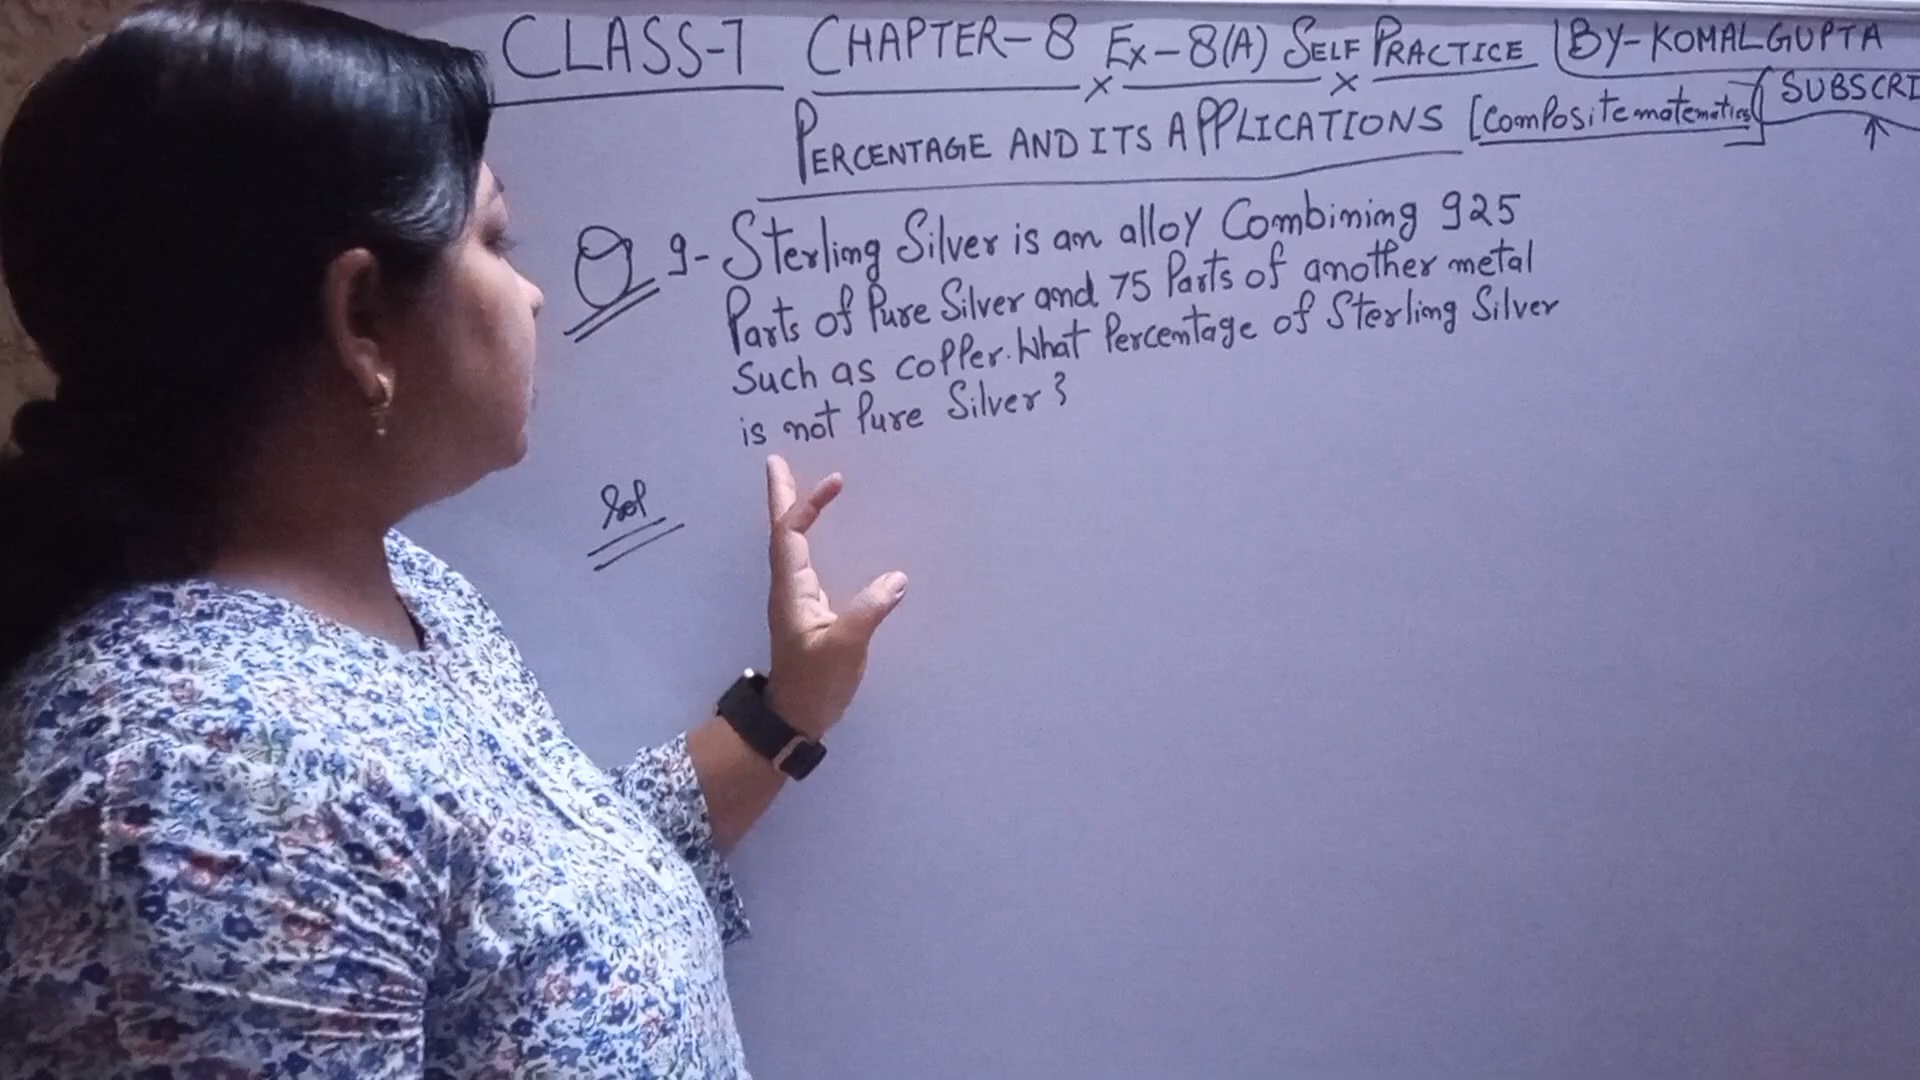 CLASS-7 CHAPTER-8 EX-8(A) SELF PRACTICE BY-KOMAL GUPTA
PERCENTAGE AND ITS APPLICATIONS [Composite matematics] SUBSCRI
Q 9- Sterling Silver is an alloy Combining 925
Parts of Pure Silver and 75 Parts of another metal
Such as copper. What Percentage of Sterling Silver
is not Pure Silver?
Sol